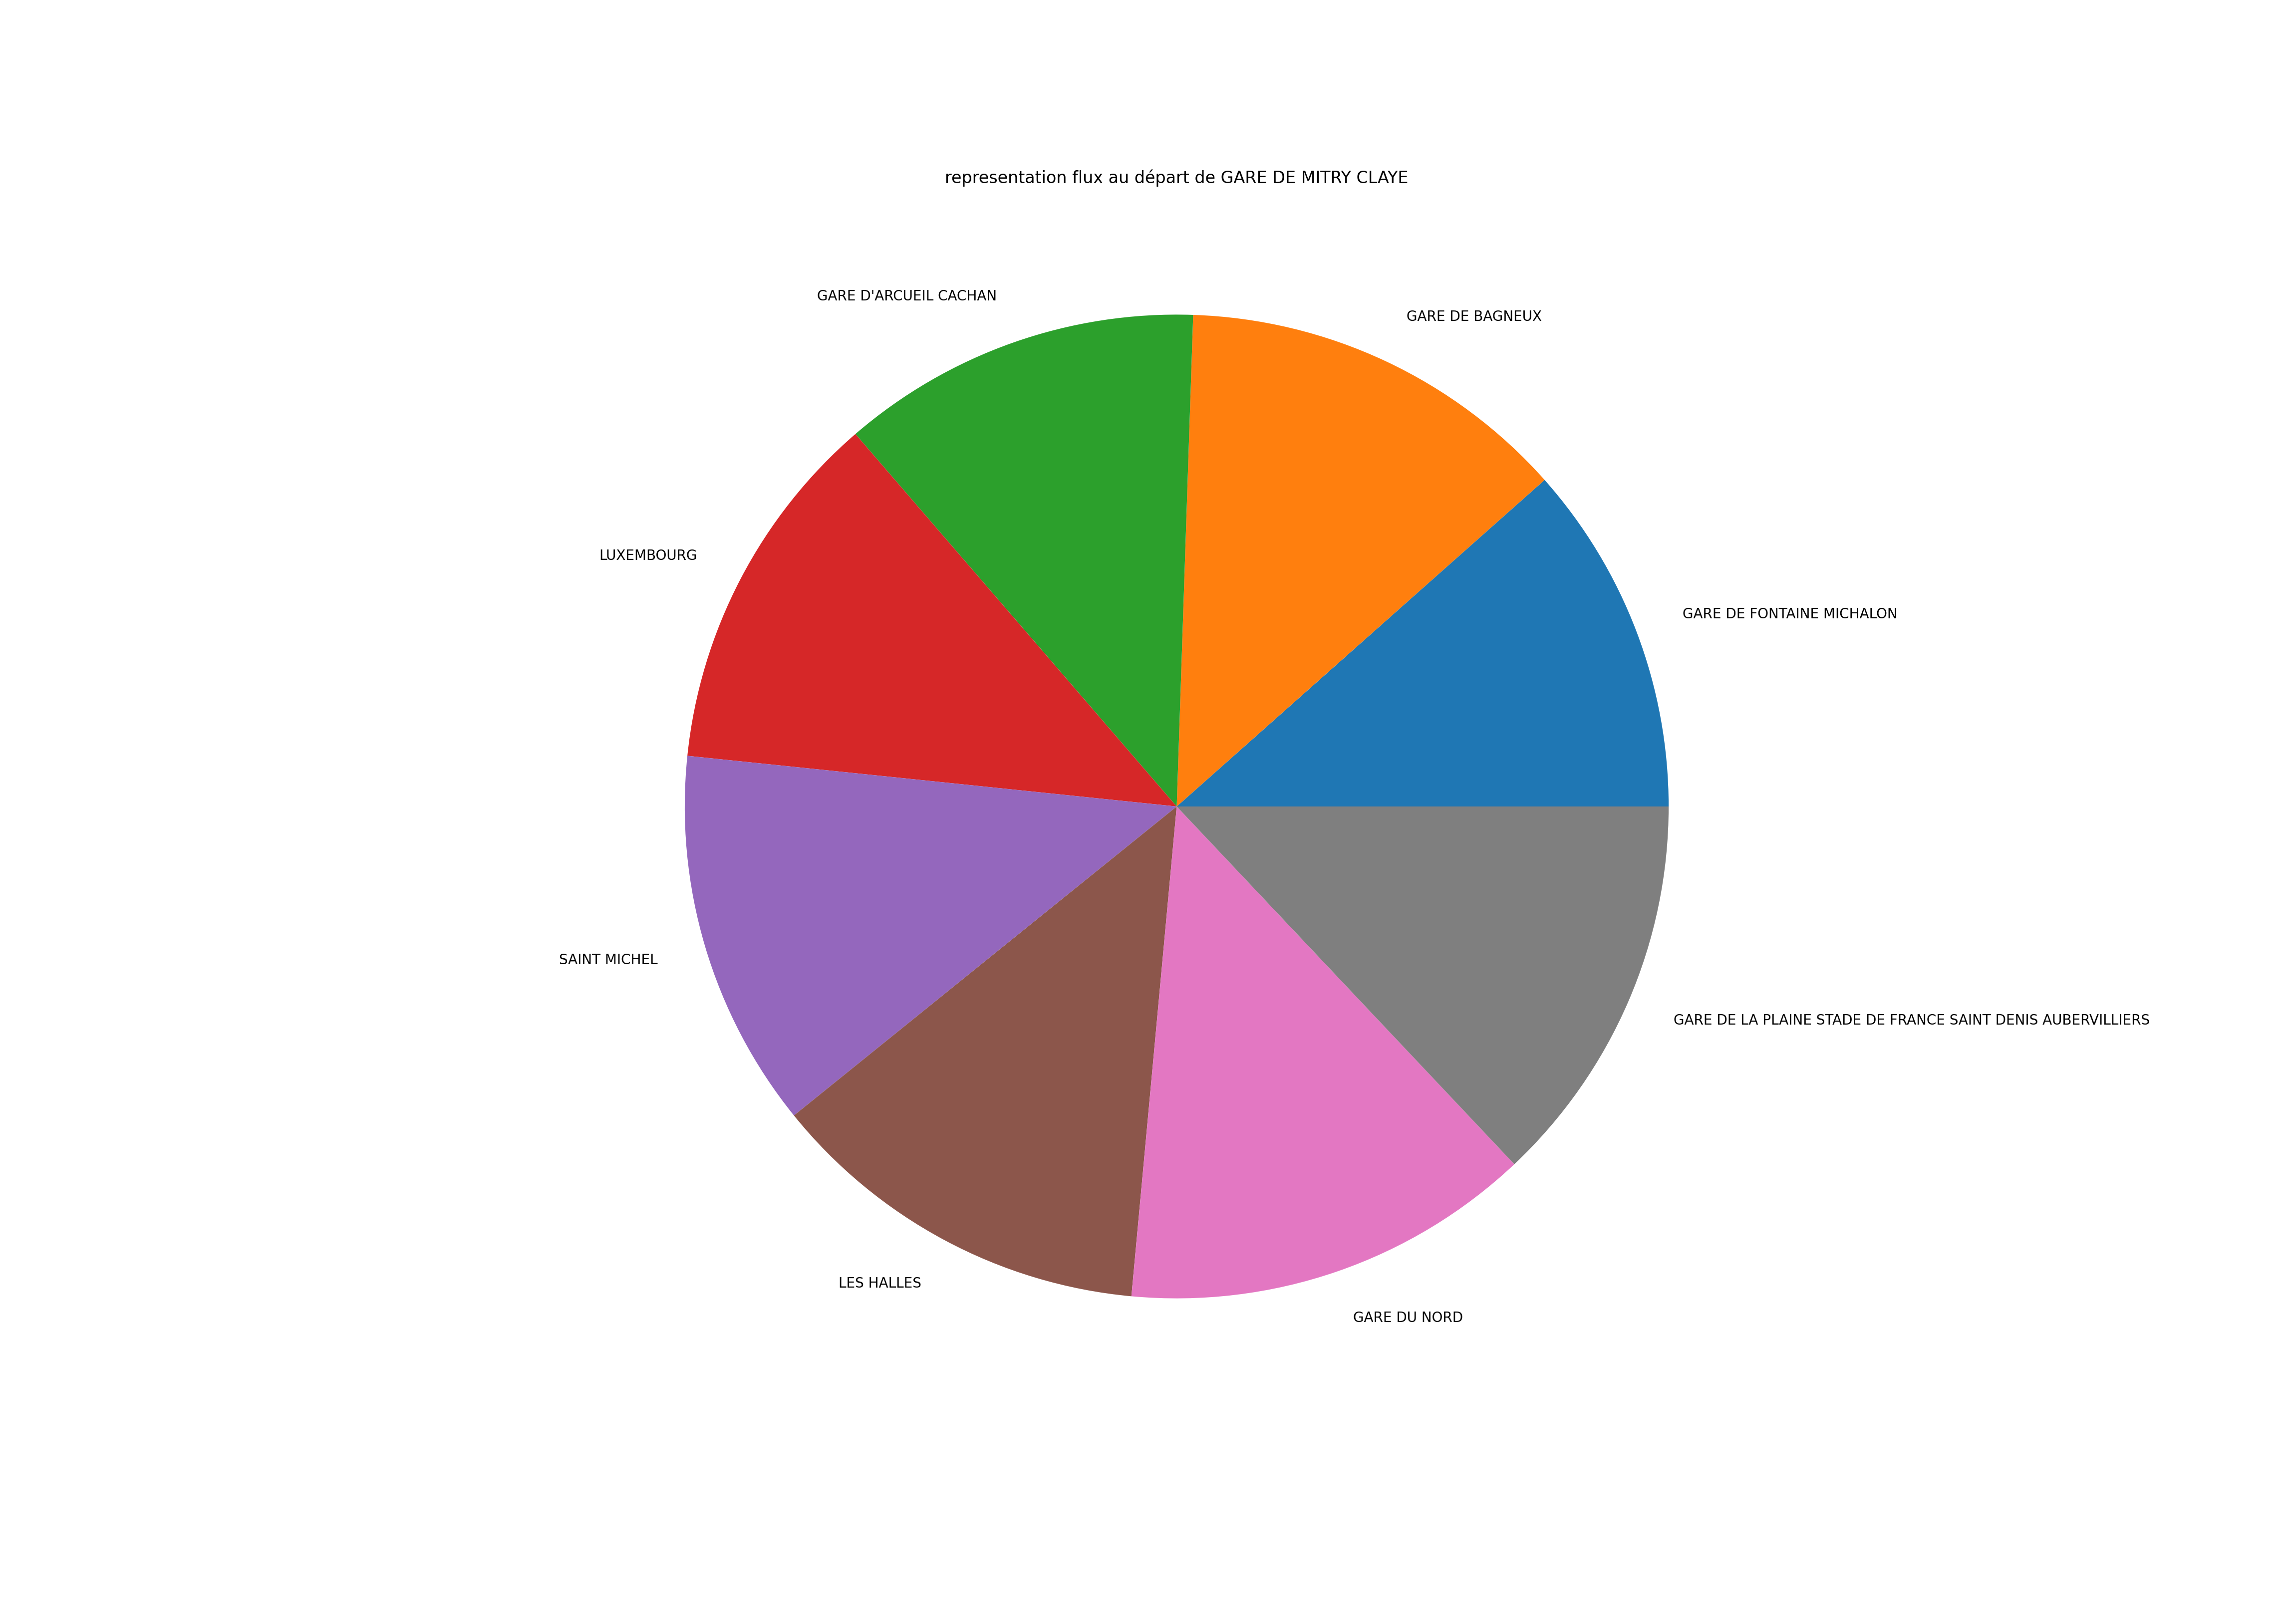 representation flux au départ de GARE DE MITRY CLAYE
GARE D'ARCUEIL CACHAN
GARE DE BAGNEUX
LUXEMBOURG
GARE DE FONTAINE MICHALON
SAINT MICHEL
GARE DE LA PLAINE STADE DE FRANCE SAINT DENIS AUBERVILLIERS
LES HALLES
GARE DU NORD